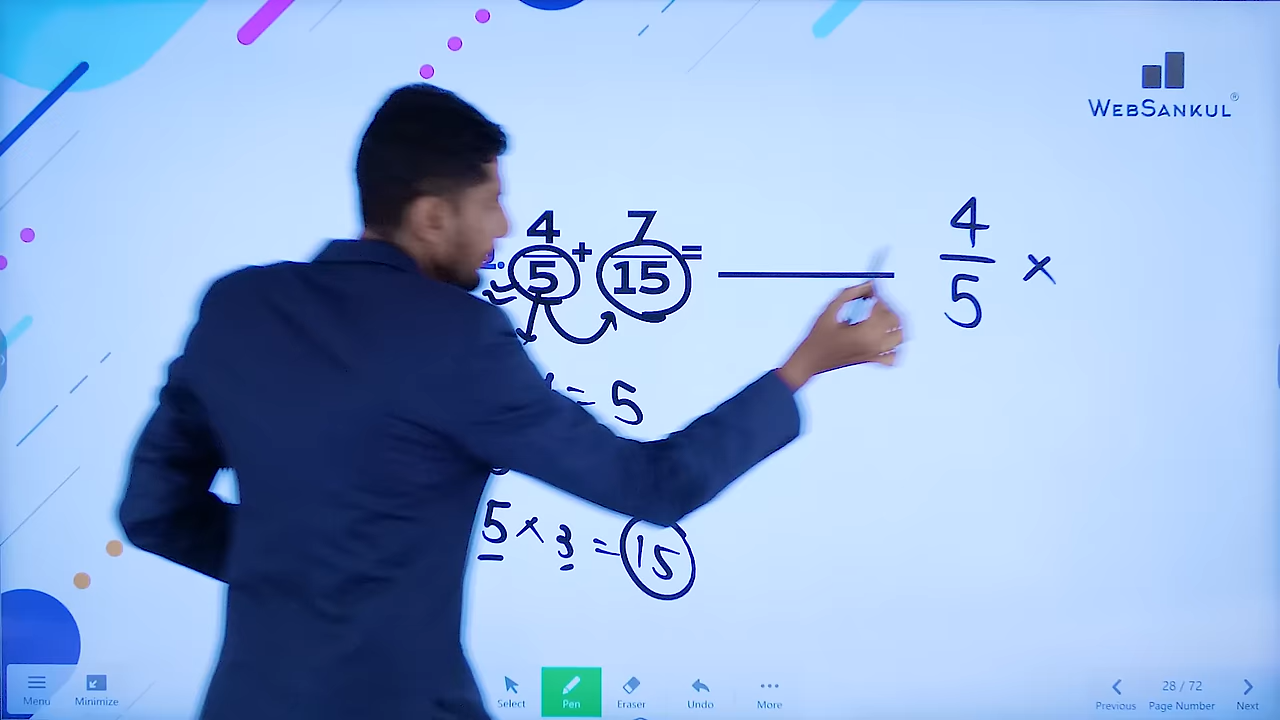 WEBSANKUL®
4/5 + 7/15 = ________ 4/5 ×
= 5
5 × 3 = 15
Menu Minimize Select Pen Eraser Undo More Previous 28 / 72 Page Number Next